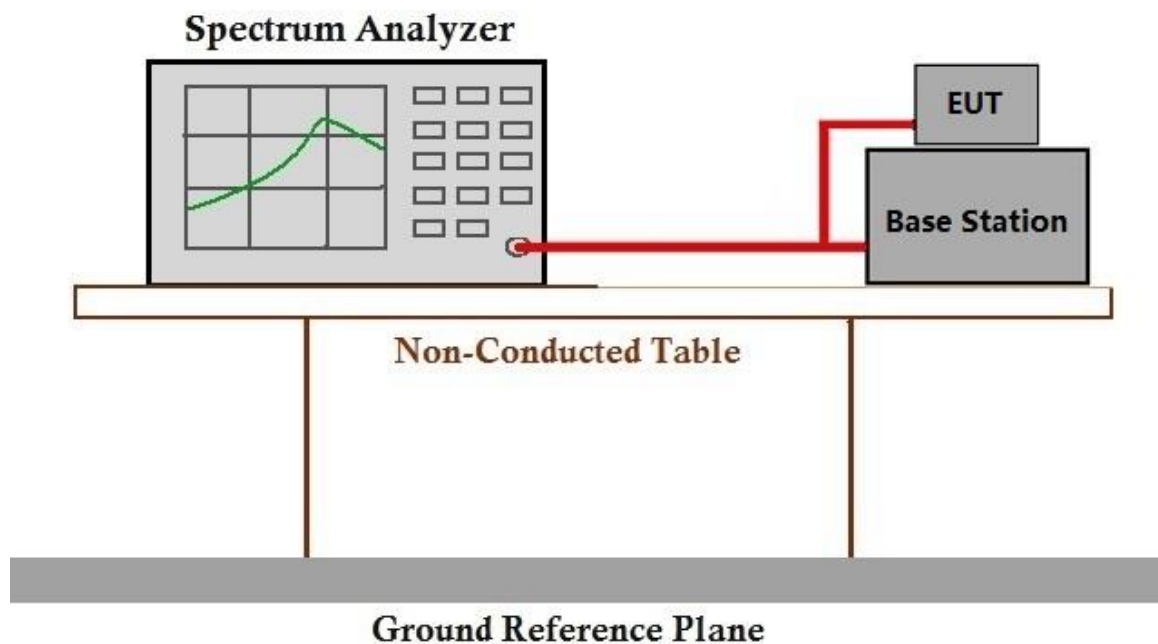 Spectrum Analyzer
EUT
Base Station
Non-Conducted Table
Ground Reference Plane